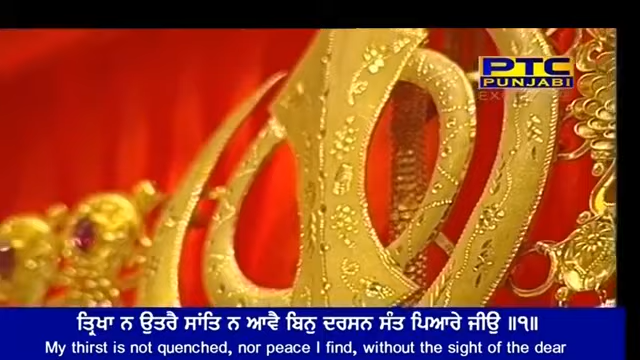 PTC
PUNJABI
ਤ੍ਰਿਖਾ ਨ ਉਤਰੈ ਸਾਂਤਿ ਨ ਆਵੈ ਬਿਨੁ ਦਰਸਨ ਸੰਤ ਪਿਆਰੇ ਜੀਉ ॥੧॥
My thirst is not quenched, nor peace I find, without the sight of the dear